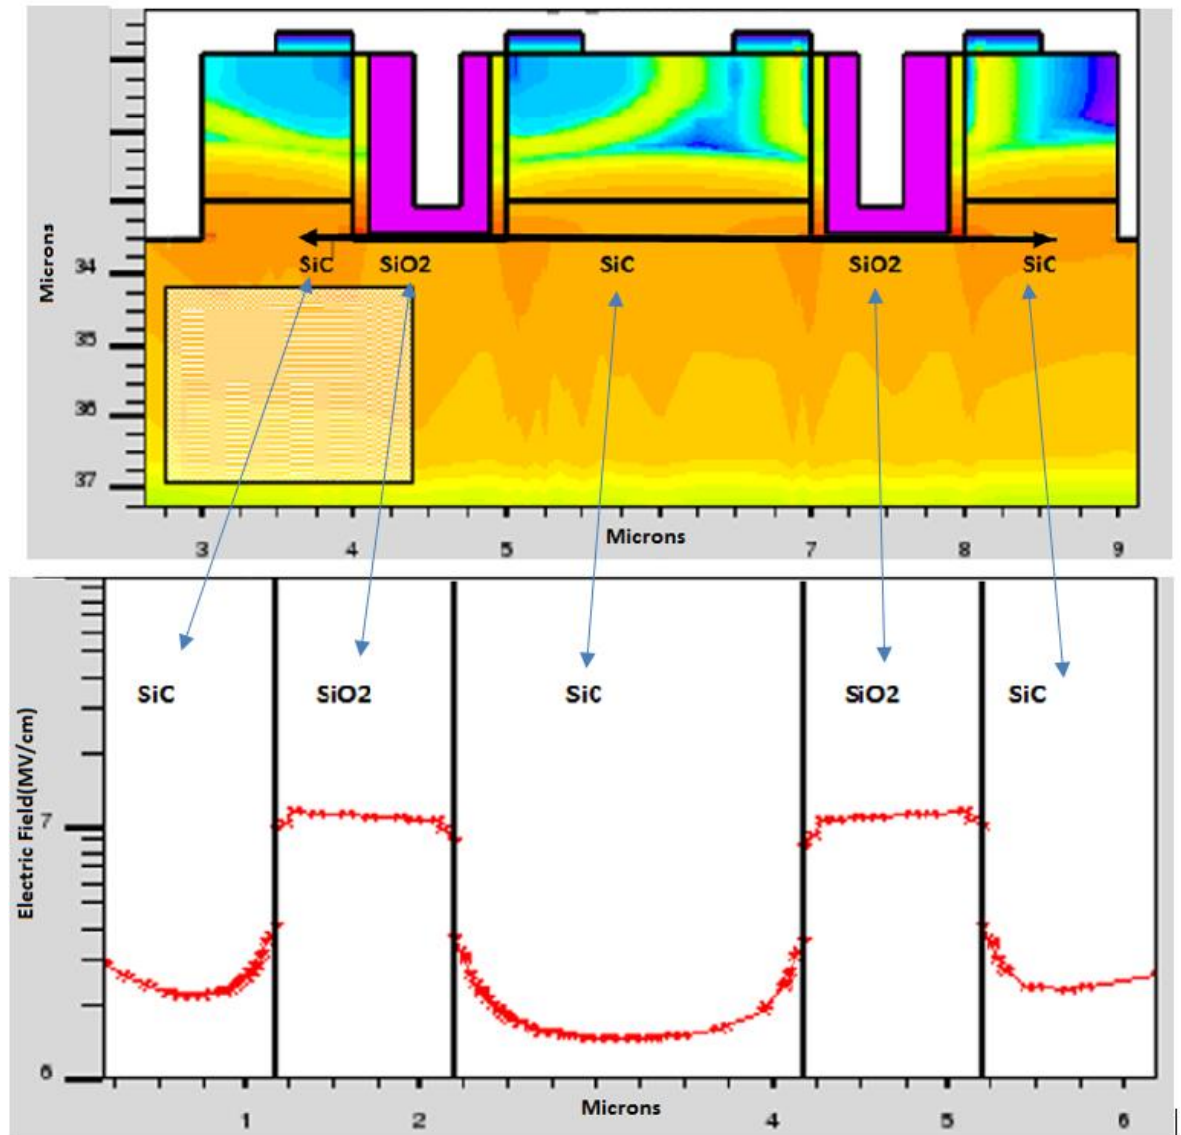 Microns
34
35
36
37
SiC SiO2 SiC SiO2 SiC
Microns
3 4 5 7 8 9
Electric Field(MV/cm)
SiC SiO2 SiC SiO2 SiC
7
6
Microns
1 2 4 5 6